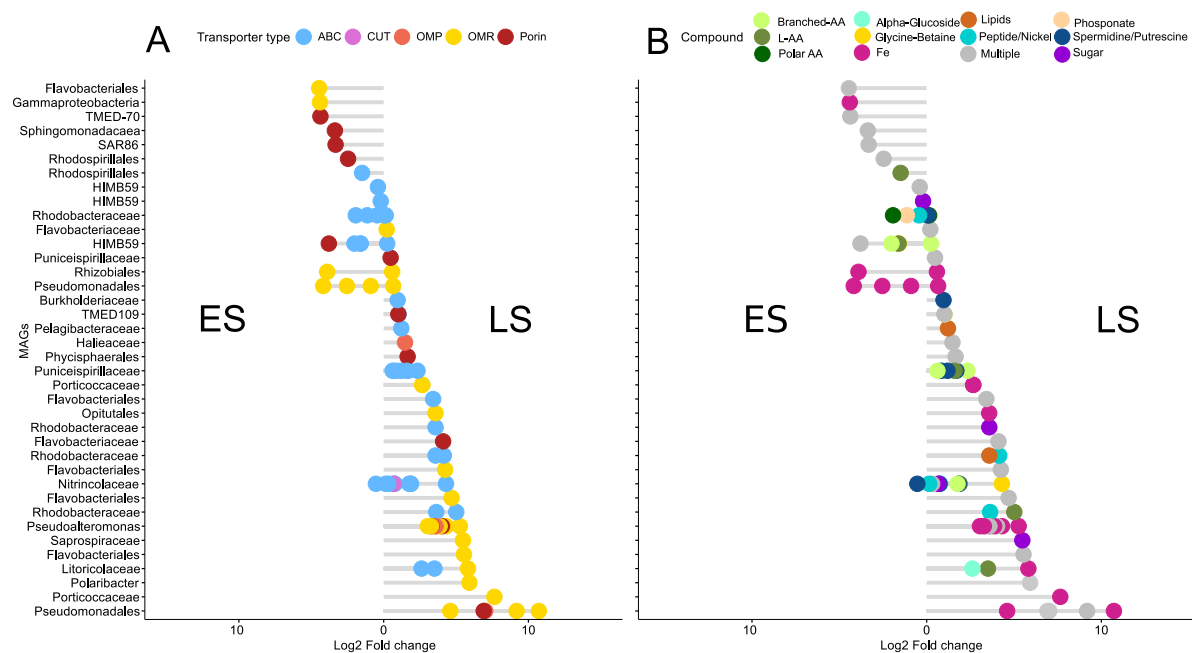 A
Transporter type ABC CUT OMP OMR Porin
Flavobacteriales
Gammaproteobacteria
TMED-70
Sphingomonadacaea
SAR86
Rhodospirillales
Rhodospirillales
HIMB59
HIMB59
Rhodobacteraceae
Flavobacteriaceae
HIMB59
Puniceispirillaceae
Rhizobiales
Pseudomonadales
Burkholderiaceae
TMED109
Pelagibacteraceae
Halieaceae
Phycisphaerales
Puniceispirillaceae
Porticoccaceae
Flavobacteriales
Opitutales
Rhodobacteraceae
Flavobacteriaceae
Rhodobacteraceae
Flavobacteriales
Nitrincolaceae
Flavobacteriales
Rhodobacteraceae
Pseudoalteromonas
Saprospiraceae
Flavobacteriales
Litoricolaceae
Polaribacter
Porticoccaceae
Pseudomonadales
MAGs
ES
LS
10 0 10
Log2 Fold change
B
Compound
Branched-AA Alpha-Glucoside Lipids Phosponate
L-AA Glycine-Betaine Peptide/Nickel Spermidine/Putrescine
Polar AA Fe Multiple Sugar
ES
LS
10 0 10
Log2 Fold change